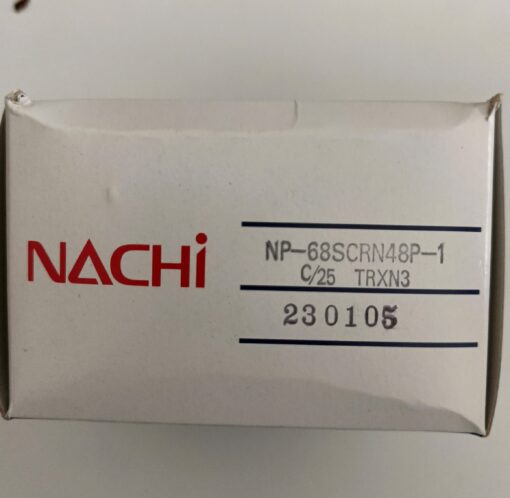 NACHi
NP-68SCRN48P-1
C/25 TRXN3
230105